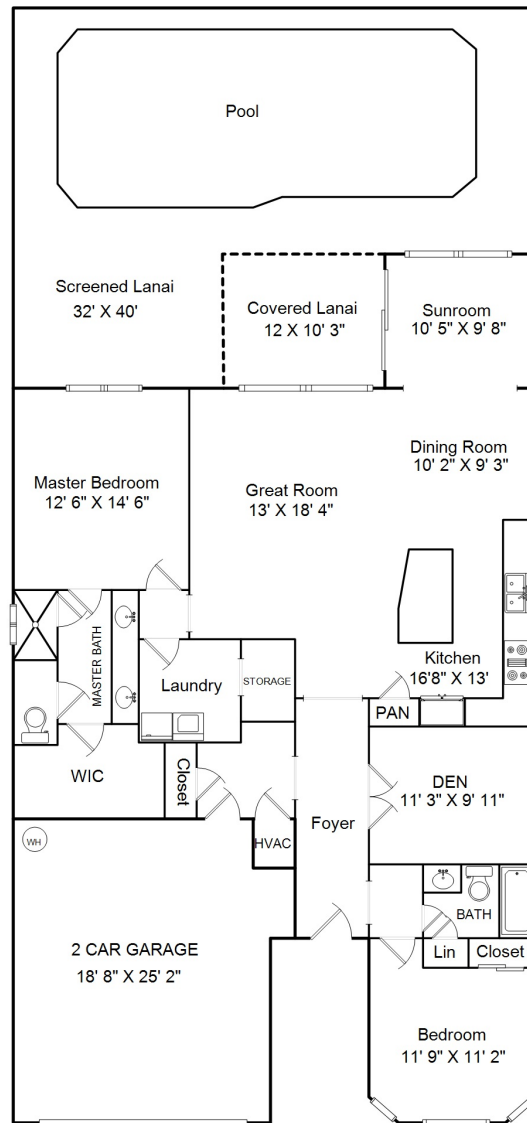 Pool
Screened Lanai
32' X 40'
Covered Lanai
12 X 10' 3"
Sunroom
10' 5" X 9' 8"
Dining Room
10' 2" X 9' 3"
Master Bedroom
12' 6" X 14' 6"
Great Room
13' X 18' 4"
MASTER BATH
Laundry
STORAGE
Kitchen
16'8" X 13'
PAN
WIC
Closet
DEN
11' 3" X 9' 11"
Foyer
HVAC
WH
BATH
2 CAR GARAGE
18' 8" X 25' 2"
Lin
Closet
Bedroom
11' 9" X 11' 2"